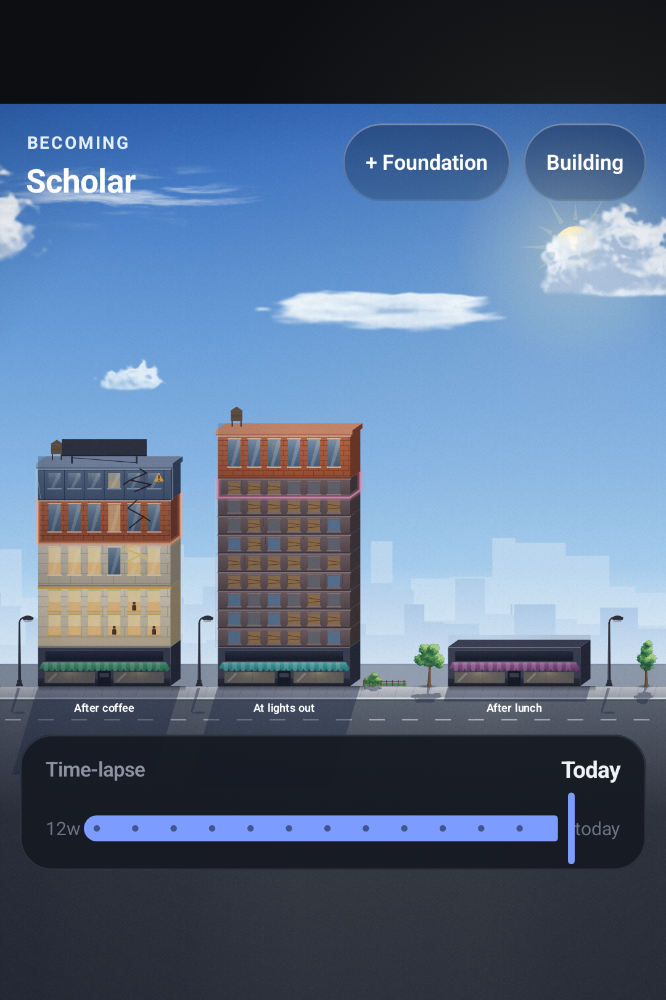 BECOMING
Scholar
+ Foundation
Building
After coffee
At lights out
After lunch
Time-lapse
Today
12w
today